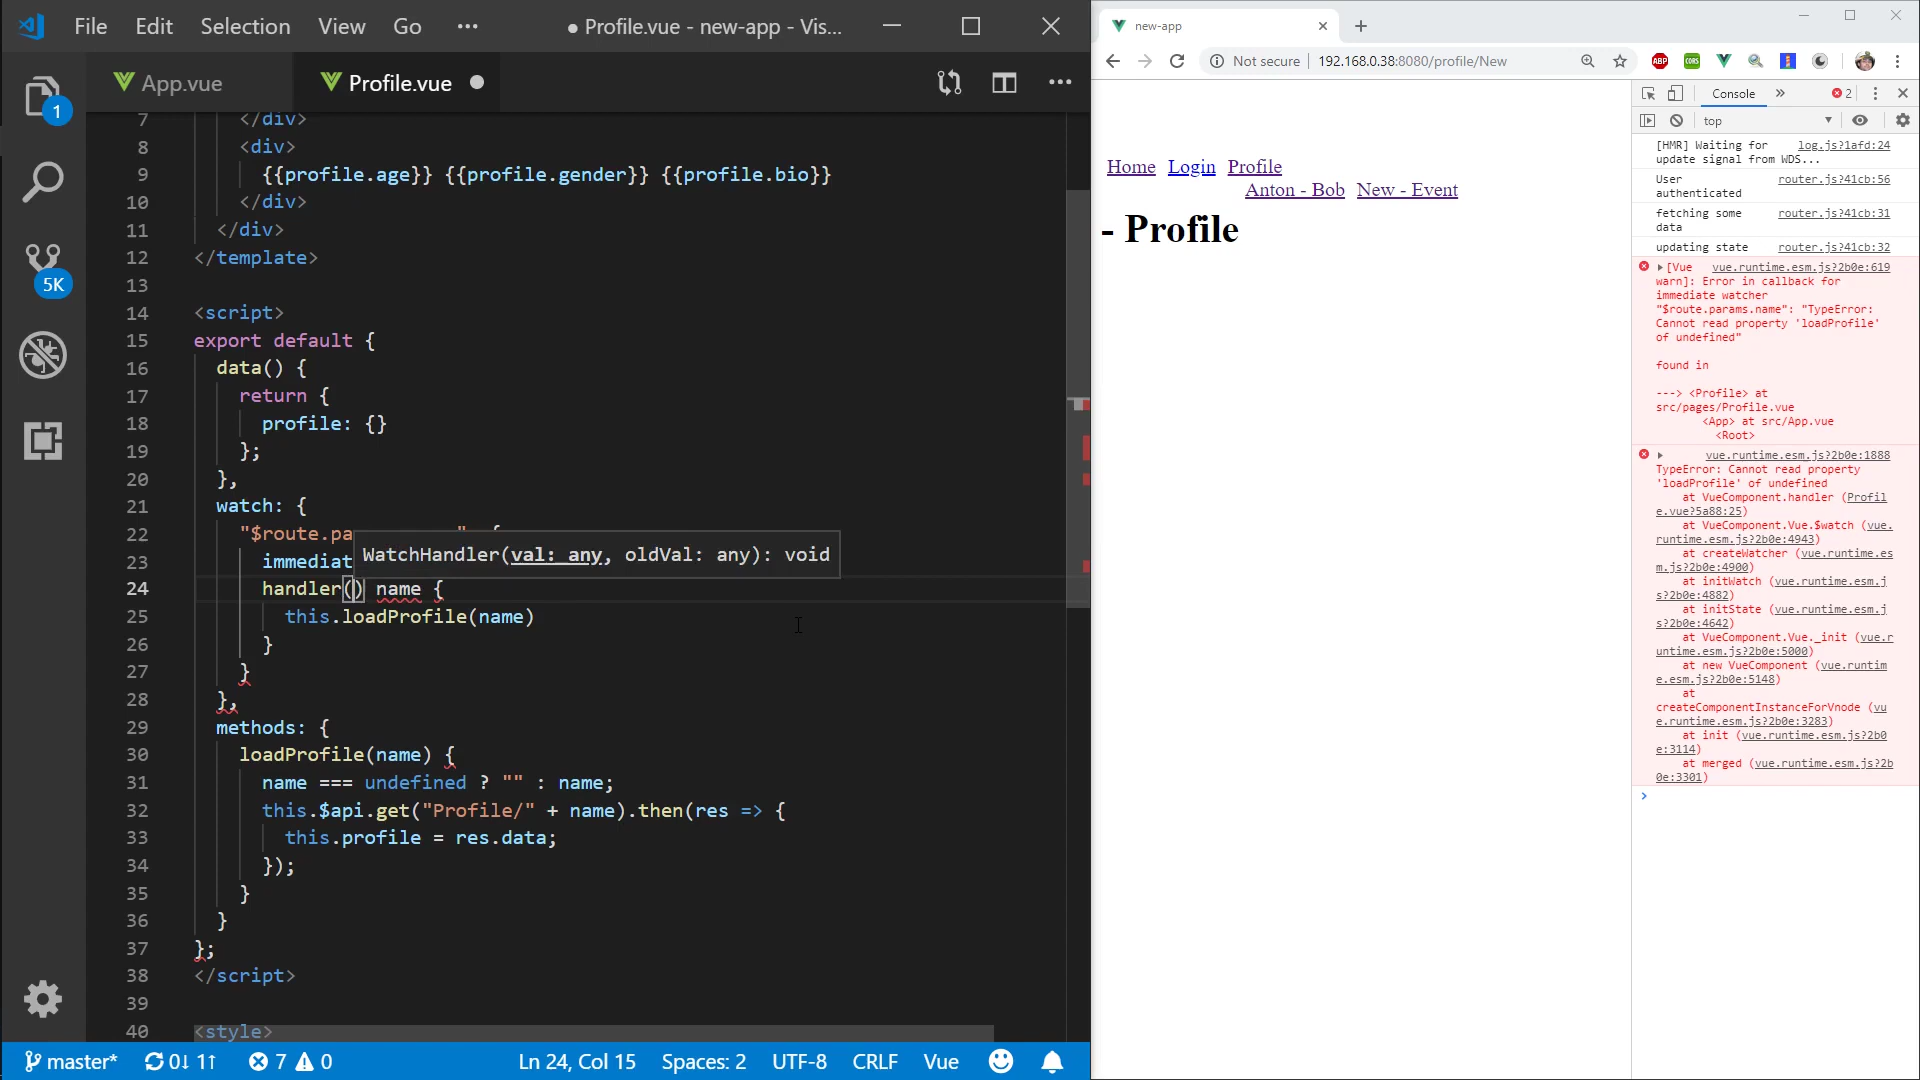 File Edit Selection View Go ••• ● Profile.vue - new-app - Vis...
App.vue Profile.vue
1
5K
7 </div>
8 <div>
9 {{profile.age}} {{profile.gender}} {{profile.bio}}
10 </div>
11 </div>
12 </template>
13
14 <script>
15 export default {
16 data() {
17 return {
18 profile: {}
19 };
20 },
21 watch: {
22 "$route.pa " {
WatchHandler(val: any, oldVal: any): void
23 immediat
24 handler() name {
25 this.loadProfile(name)
26 }
27 }
28 },
29 methods: {
30 loadProfile(name) {
31 name === undefined ? "" : name;
32 this.$api.get("Profile/" + name).then(res => {
33 this.profile = res.data;
34 });
35 }
36 }
37 };
38 </script>
39
40 <style>
master* 0↓ 1↑ 7 0 Ln 24, Col 15 Spaces: 2 UTF-8 CRLF Vue
new-app
Not secure | 192.168.0.38:8080/profile/New
ABP CORS
Home Login Profile
Anton - Bob New - Event
- Profile
Console » 2
top
[HMR] Waiting for log.js?1afd:24
update signal from WDS...
User router.js?41cb:56
authenticated
fetching some router.js?41cb:31
data
updating state router.js?41cb:32
[Vue vue.runtime.esm.js?2b0e:619
warn]: Error in callback for
immediate watcher
"$route.params.name": "TypeError:
Cannot read property 'loadProfile'
of undefined"
found in
---> <Profile> at
src/pages/Profile.vue
<App> at src/App.vue
<Root>
vue.runtime.esm.js?2b0e:1888
TypeError: Cannot read property
'loadProfile' of undefined
at VueComponent.handler (Profil
e.vue?5a88:25)
at VueComponent.Vue.$watch (vue.
runtime.esm.js?2b0e:4943)
at createWatcher (vue.runtime.es
m.js?2b0e:4900)
at initWatch (vue.runtime.esm.j
s?2b0e:4882)
at initState (vue.runtime.esm.j
s?2b0e:4642)
at VueComponent.Vue._init (vue.r
untime.esm.js?2b0e:5000)
at new VueComponent (vue.runtim
e.esm.js?2b0e:5148)
at
createComponentInstanceForVnode (vu
e.runtime.esm.js?2b0e:3283)
at init (vue.runtime.esm.js?2b0
e:3114)
at merged (vue.runtime.esm.js?2b
0e:3301)